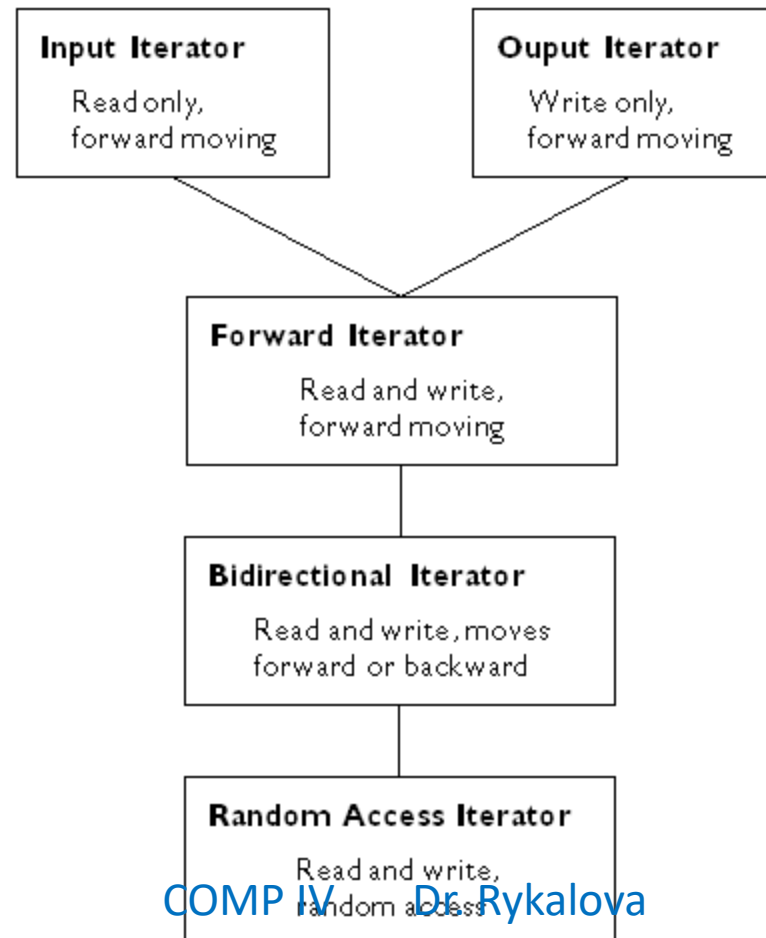 Input Iterator
Read only,
forward moving
Ouput Iterator
Write only,
forward moving
Forward Iterator
Read and write,
forward moving
Bidirectional Iterator
Read and write, moves
forward or backward
Random Access Iterator
Read and write,
random access
COMP IV Dr. Rykalova